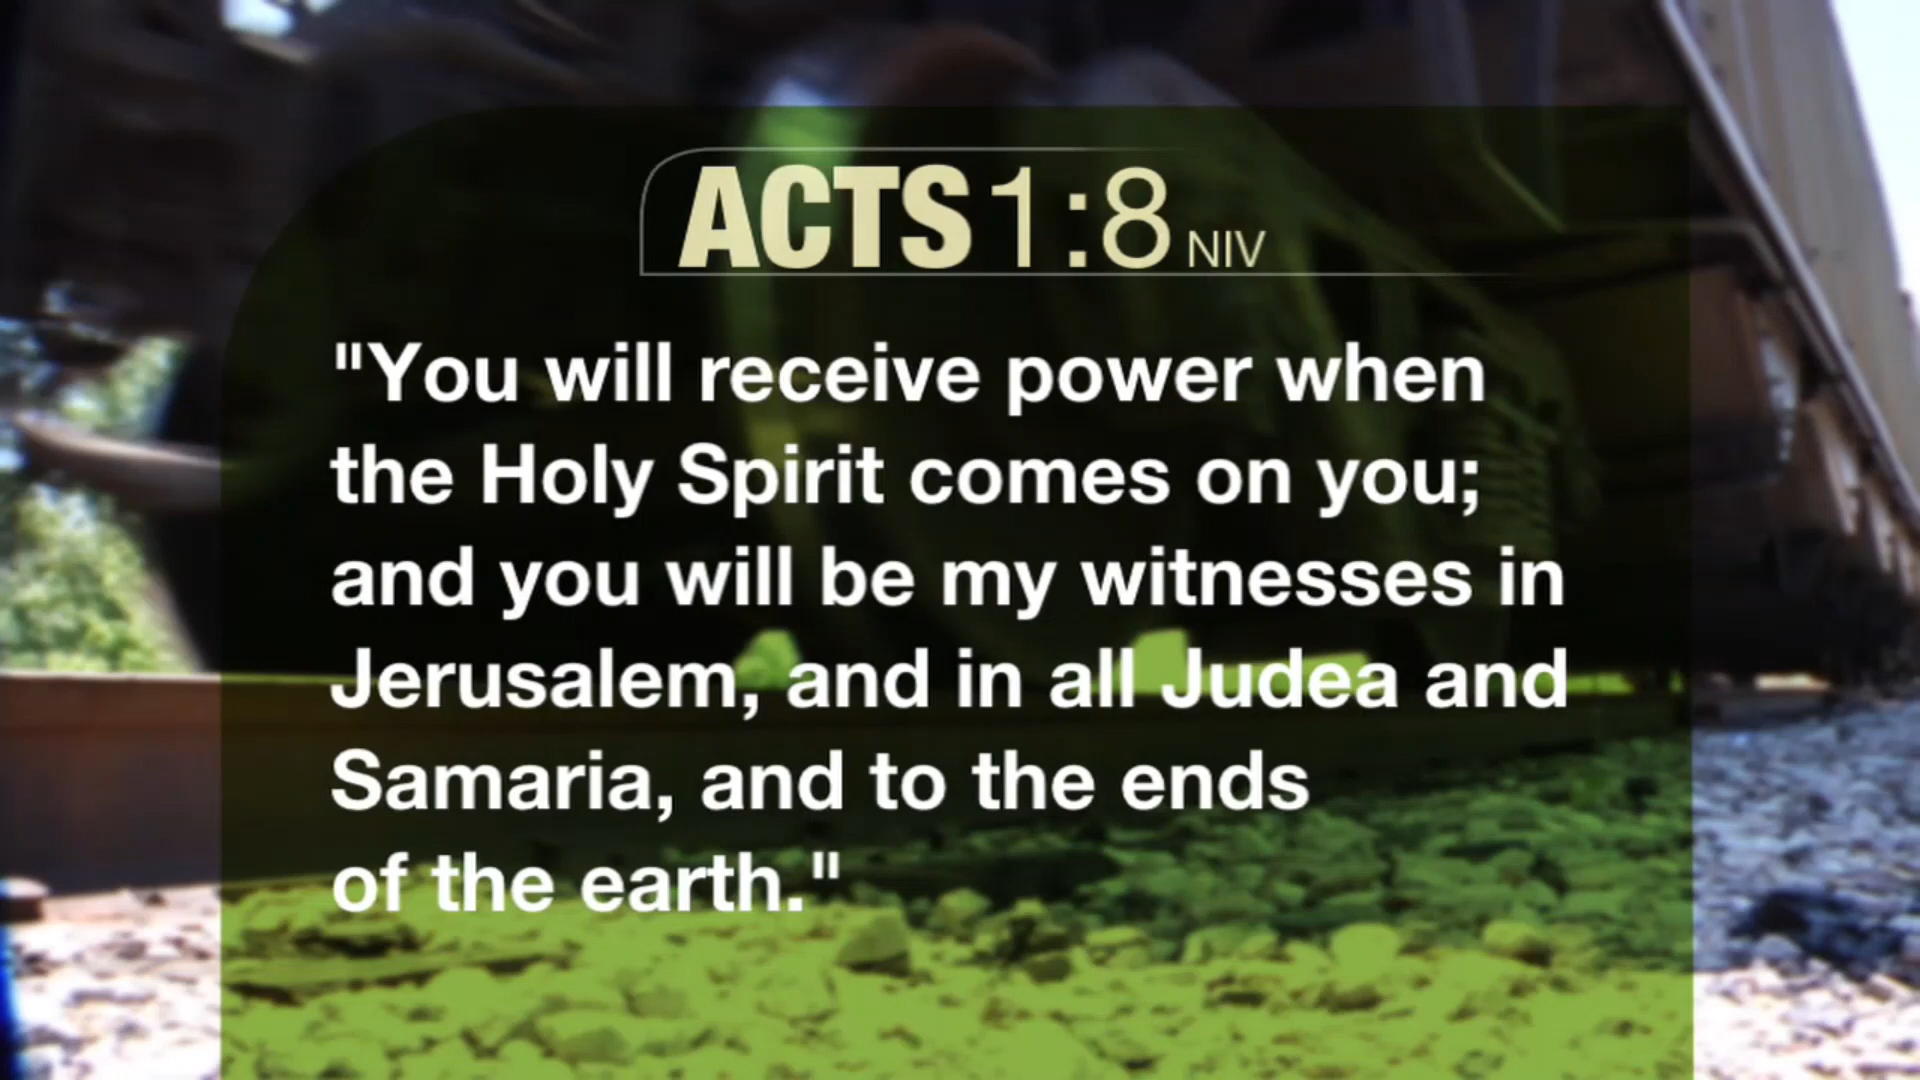 ACTS 1:8 NIV
"You will receive power when
the Holy Spirit comes on you;
and you will be my witnesses in
Jerusalem, and in all Judea and
Samaria, and to the ends
of the earth."